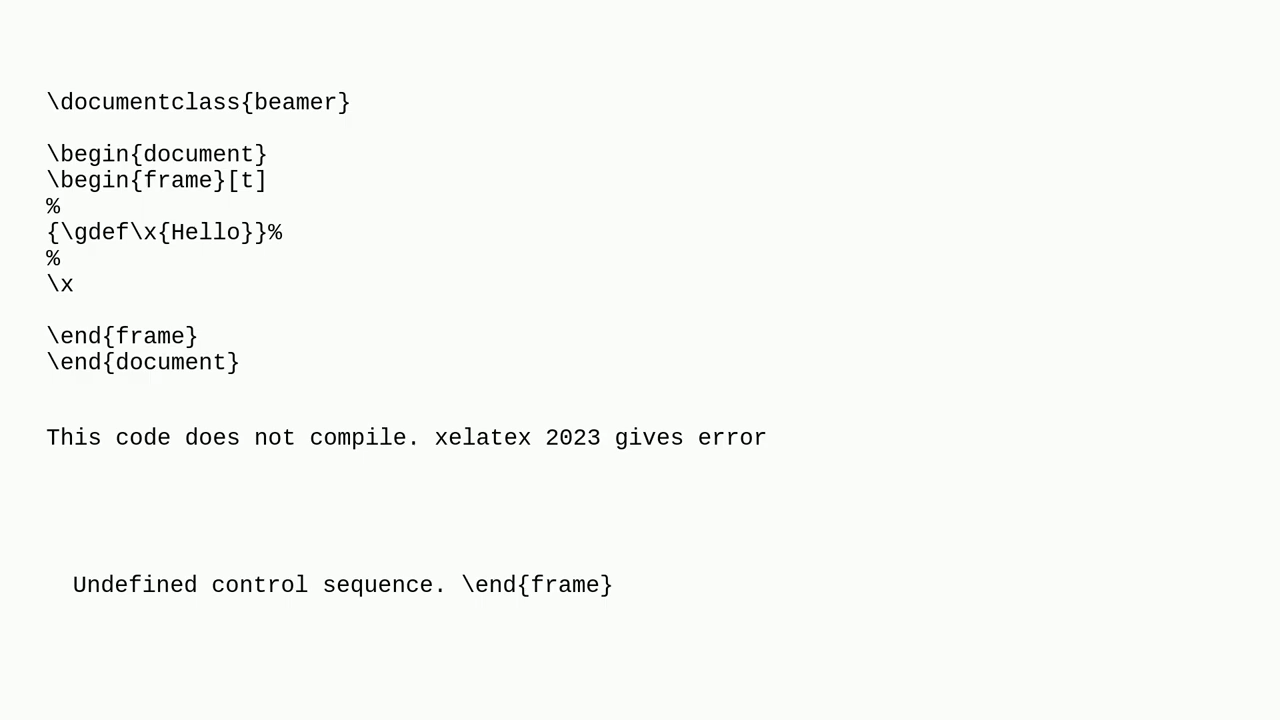 \documentclass{beamer}
\begin{document}
\begin{frame}[t]
%
{\gdef\x{Hello}}%
%
\x
\end{frame}
\end{document}
This code does not compile. xelatex 2023 gives error
Undefined control sequence. \end{frame}